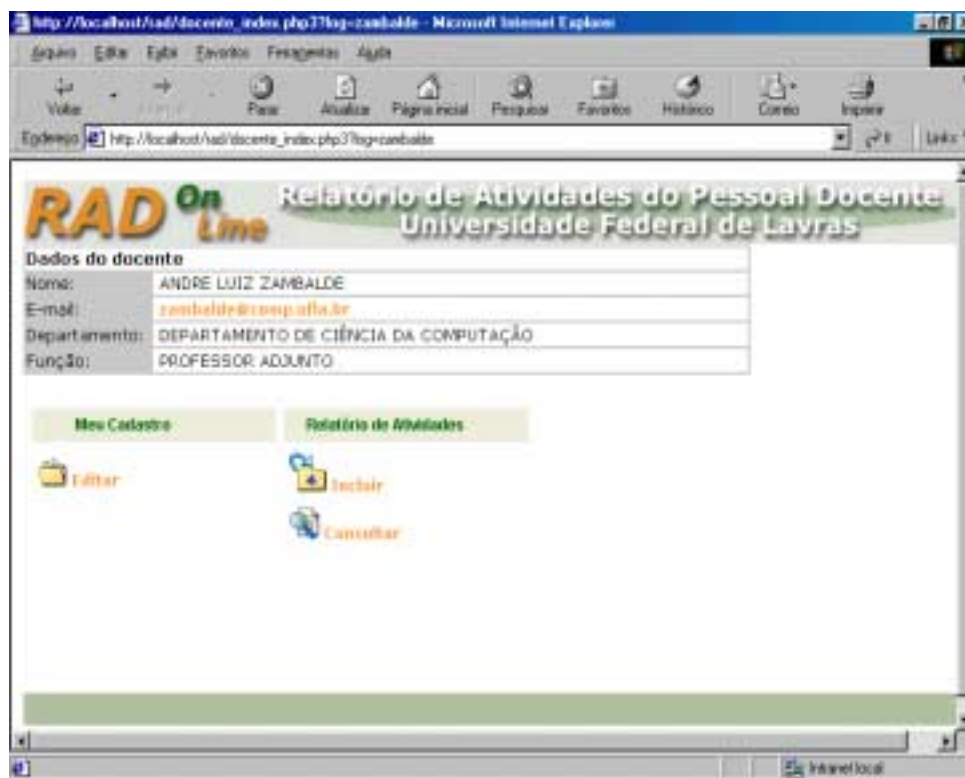 http://localhost/rad/docente_index.php3?log=zambalde - Microsoft Internet Explorer
Arquivo Editar Exibir Favoritos Ferramentas Ajuda
Voltar Parar Atualizar Página inicial Pesquisar Favoritos Histórico Correio Imprimir
Endereço http://localhost/rad/docente_index.php3?log=zambalde Links
RAD On Line
Relatório de Atividades do Pessoal Docente
Universidade Federal de Lavras
Dados do docente
Nome: ANDRE LUIZ ZAMBALDE
E-mail: zambalde@comp.ufla.br
Departamento: DEPARTAMENTO DE CIÊNCIA DA COMPUTAÇÃO
Função: PROFESSOR ADJUNTO
Meu Cadastro Relatório de Atividades
Editar Incluir
Consultar
Intranet local